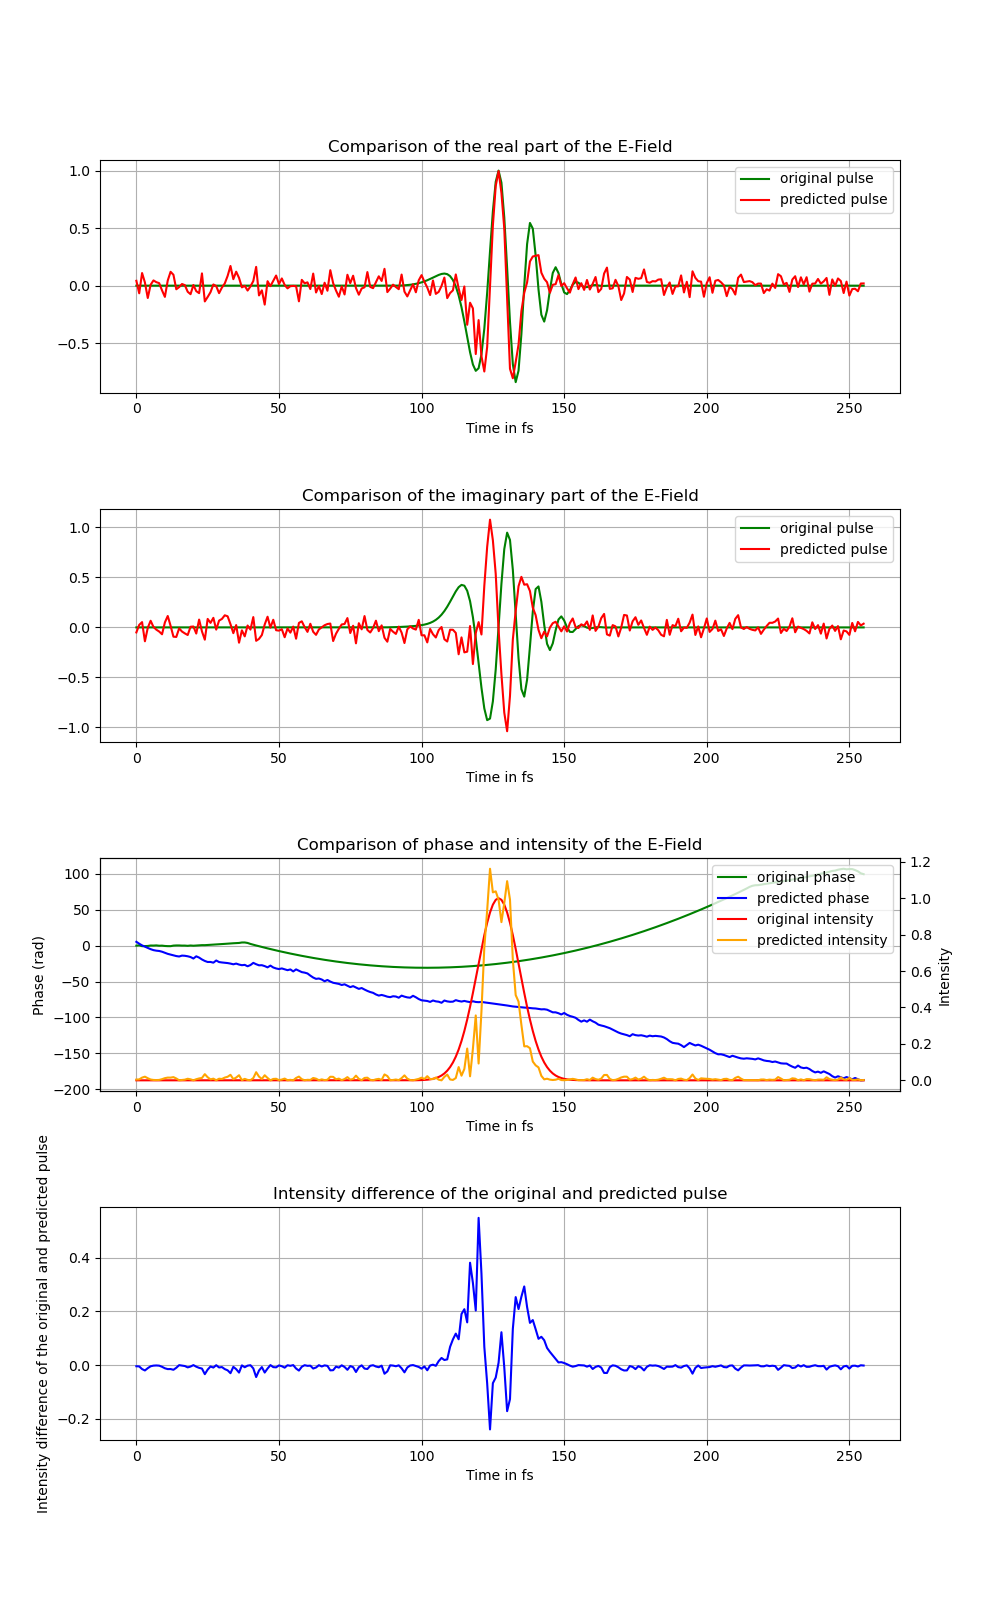 Comparison of the real part of the E-Field
1.0
0.5
0.0
−0.5
original pulse
predicted pulse
0 50 100 150 200 250
Time in fs
Comparison of the imaginary part of the E-Field
1.0
0.5
0.0
−0.5
−1.0
original pulse
predicted pulse
0 50 100 150 200 250
Time in fs
Comparison of phase and intensity of the E-Field
Phase (rad)
100
50
0
−50
−100
−150
−200
original phase
predicted phase
original intensity
predicted intensity
1.2
1.0
0.8
0.6
0.4
0.2
0.0
Intensity
0 50 100 150 200 250
Time in fs
Intensity difference of the original and predicted pulse
Intensity difference of the original and predicted pulse
0.4
0.2
0.0
−0.2
0 50 100 150 200 250
Time in fs